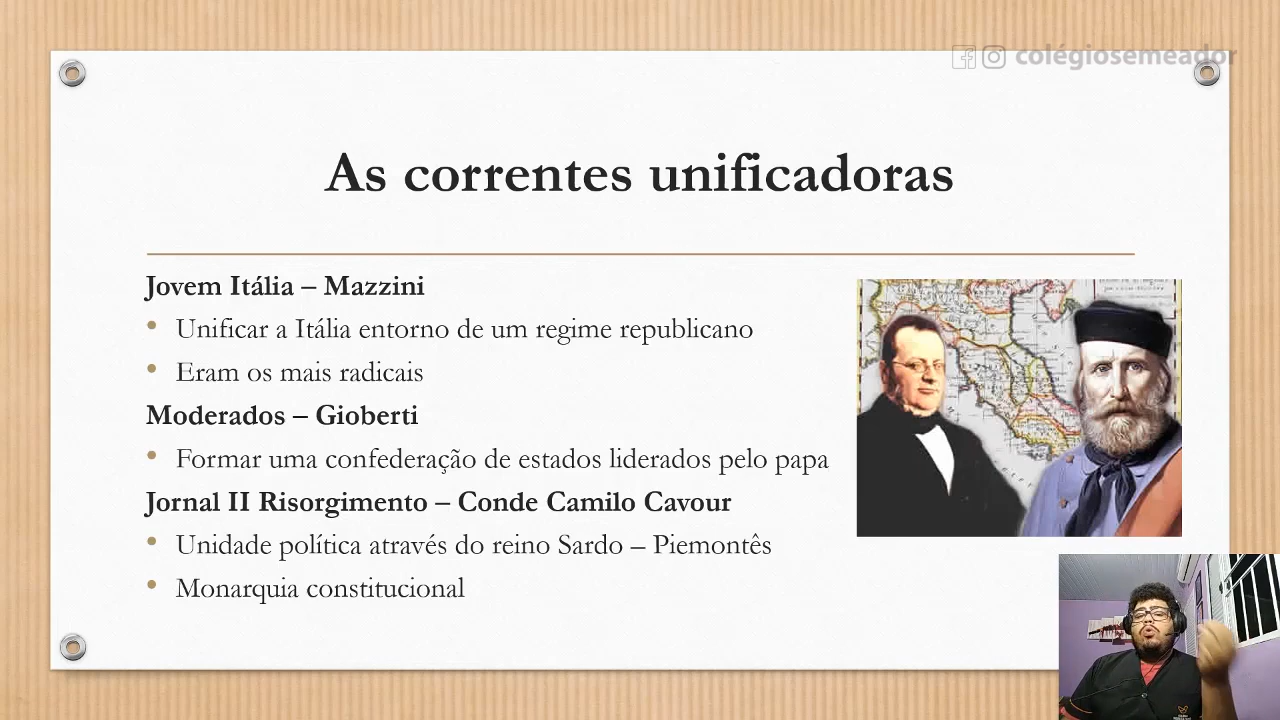 colégiosemeador
As correntes unificadoras
Jovem Itália – Mazzini
• Unificar a Itália entorno de um regime republicano
• Eram os mais radicais
Moderados – Gioberti
• Formar uma confederação de estados liderados pelo papa
Jornal II Risorgimento – Conde Camilo Cavour
• Unidade política através do reino Sardo – Piemontês
• Monarquia constitucional